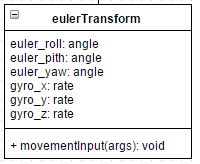 eulerTransform
euler_roll: angle
euler_pith: angle
euler_yaw: angle
gyro_x: rate
gyro_y: rate
gyro_z: rate
+ movementInput(args): void